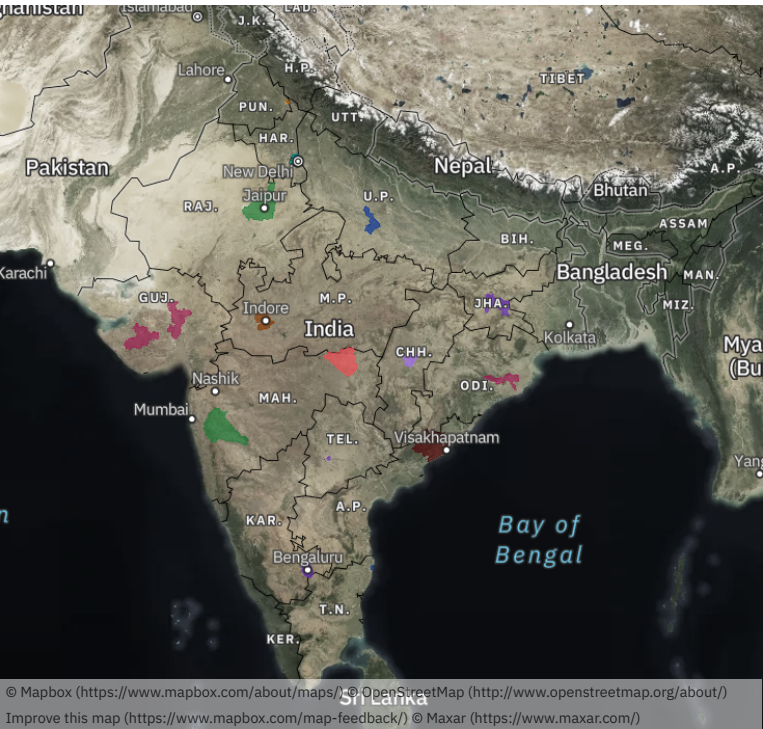 ghanistan
Islamabad
J.K.
LAD.
Lahore
H.P.
TIBET
PUN.
UTT.
HAR.
New Delhi
Pakistan
Nepal
A.P.
Jaipur
Bhutan
RAJ.
U.P.
ASSAM
BIH.
MEG.
Karachi
Bangladesh
MAN.
GUJ.
M.P.
JHA.
MIZ.
Indore
India
Kolkata
Mya
(Bu
CHH.
Nashik
ODI.
MAH.
Mumbai
TEL.
Visakhapatnam
Yang
A.P.
n
KAR.
Bay of
Bengal
Bengaluru
T.N.
KER.
Sri Lanka
© Mapbox (https://www.mapbox.com/about/maps/) © OpenStreetMap (http://www.openstreetmap.org/about/)
Improve this map (https://www.mapbox.com/map-feedback/) © Maxar (https://www.maxar.com/)